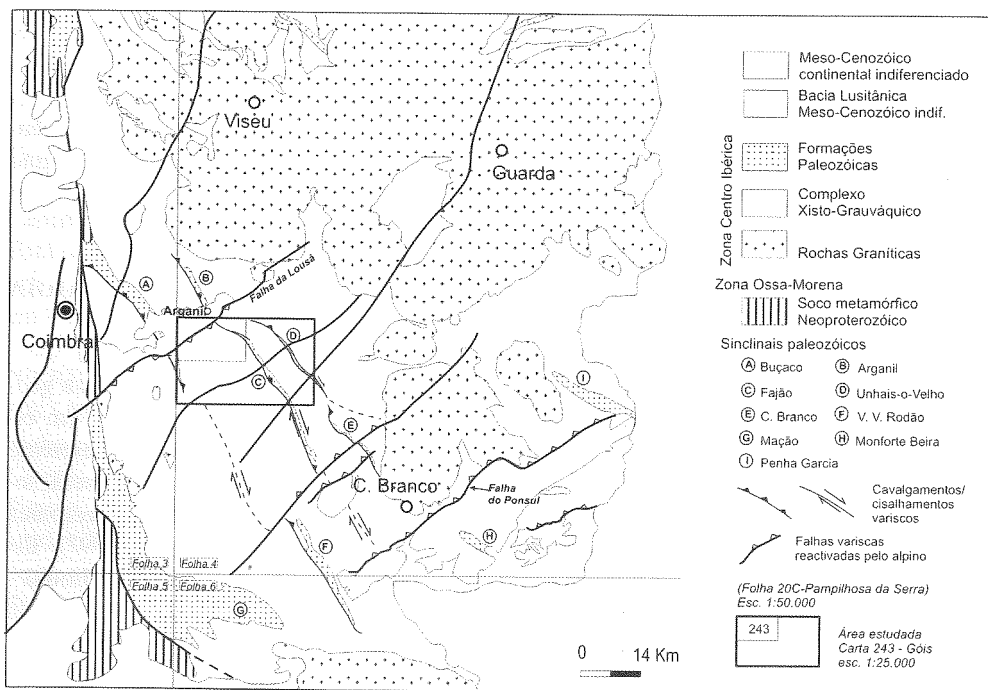 Viseu
Guarda
Falha da Lousã
A
B
Arganil
Coimbra
D
C
E
I
C. Branco
Falha
do Ponsul
F
H
Folha 3
Folha 4
Folha 5
Folha 6
G
0 14 Km
Meso-Cenozóico
continental indiferenciado
Bacia Lusitânica
Meso-Cenozóico indif.
Zona Centro Ibérica
Formações
Paleozóicas
Complexo
Xisto-Grauváquico
Rochas Graníticas
Zona Ossa-Morena
Soco metamórfico
Neoproterozóico
Sinclinais paleozóicos
A Buçaco
B Arganil
C Fajão
D Unhais-o-Velho
E C. Branco
F V. V. Rodão
G Mação
H Monforte Beira
I Penha Garcia
Cavalgamentos/
cisalhamentos
variscos
Falhas variscas
reactivadas pelo alpino
(Folha 20C-Pampilhosa da Serra)
Esc. 1:50.000
243
Área estudada
Carta 243 - Góis
esc. 1:25.000